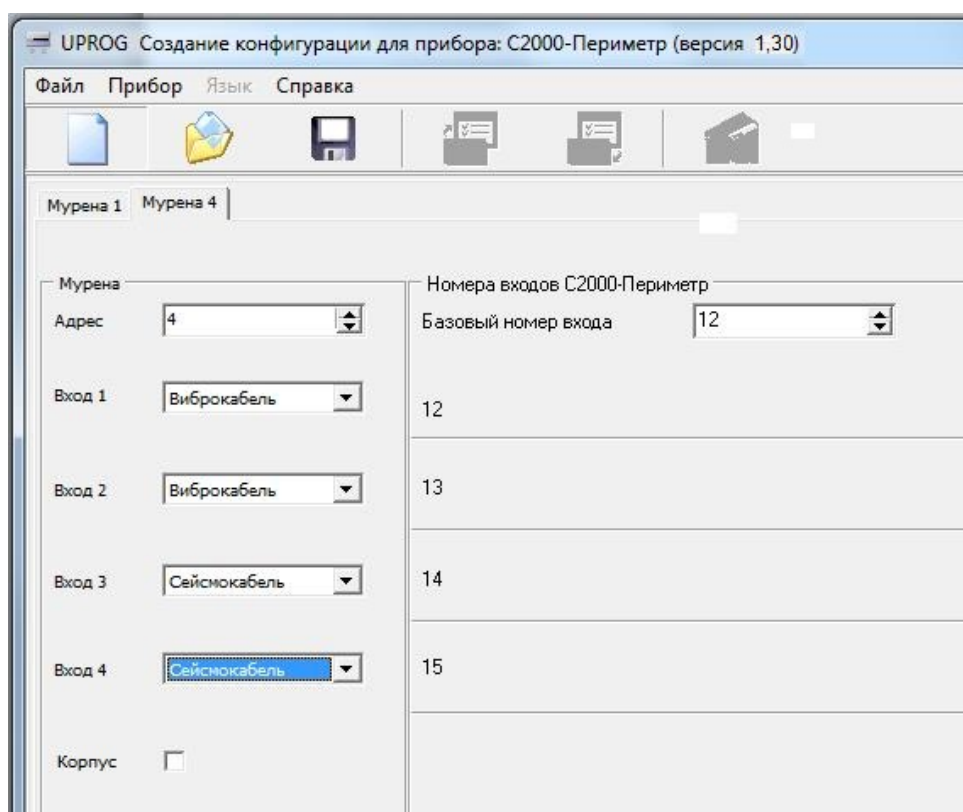 UPROG Создание конфигурации для прибора: С2000-Периметр (версия 1,30)
Файл Прибор Язык Справка
Мурена 1 Мурена 4
Мурена
Номера входов С2000-Периметр
Адрес 4
Базовый номер входа 12
Вход 1 Виброкабель 12
Вход 2 Виброкабель 13
Вход 3 Сейсмокабель 14
Вход 4 Сейсмокабель 15
Корпус